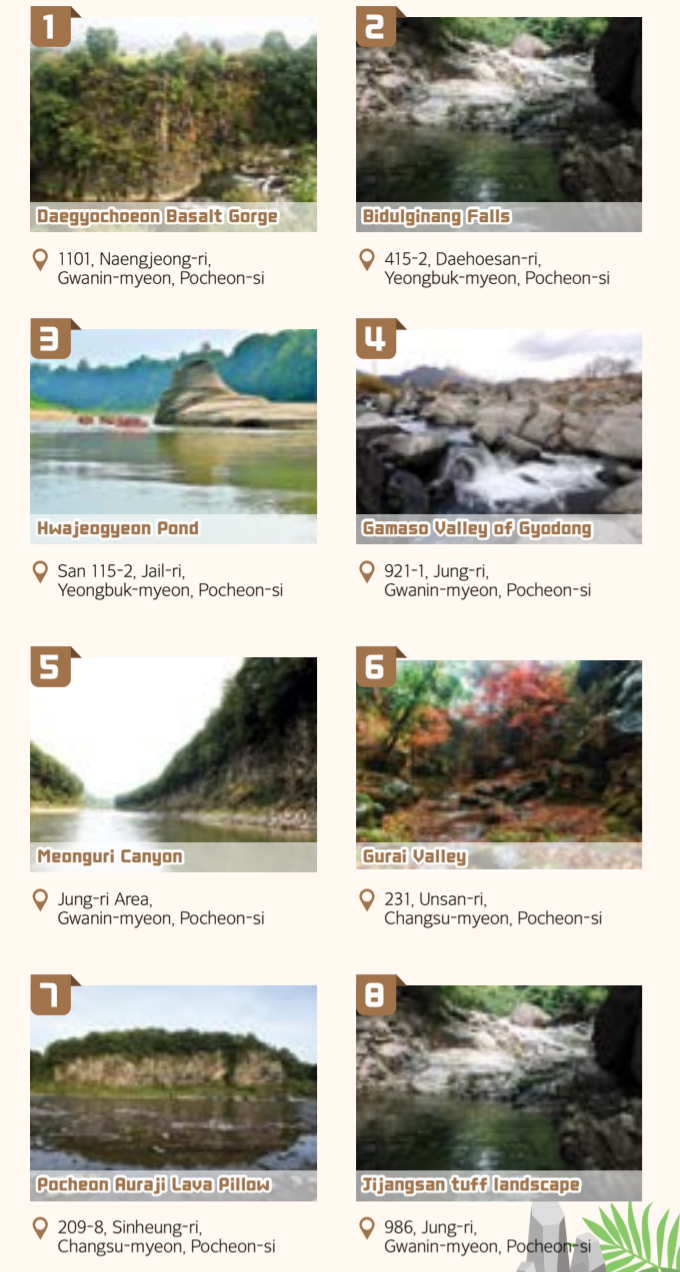 1
Daegyochoeon Basalt Gorge
1101, Naengjeong-ri,
Gwanin-myeon, Pocheon-si
2
Bidulginang Falls
415-2, Daehoesan-ri,
Yeongbuk-myeon, Pocheon-si
3
Hwajeogyeon Pond
San 115-2, Jail-ri,
Yeongbuk-myeon, Pocheon-si
4
Gamaso Valley of Gyodong
921-1, Jung-ri,
Gwanin-myeon, Pocheon-si
5
Meonguri Canyon
Jung-ri Area,
Gwanin-myeon, Pocheon-si
6
Gurai Valley
231, Unsan-ri,
Changsu-myeon, Pocheon-si
7
Pocheon Auraji Lava Pillow
209-8, Sinheung-ri,
Changsu-myeon, Pocheon-si
8
Jijangsan tuff landscape
986, Jung-ri,
Gwanin-myeon, Pocheon-si